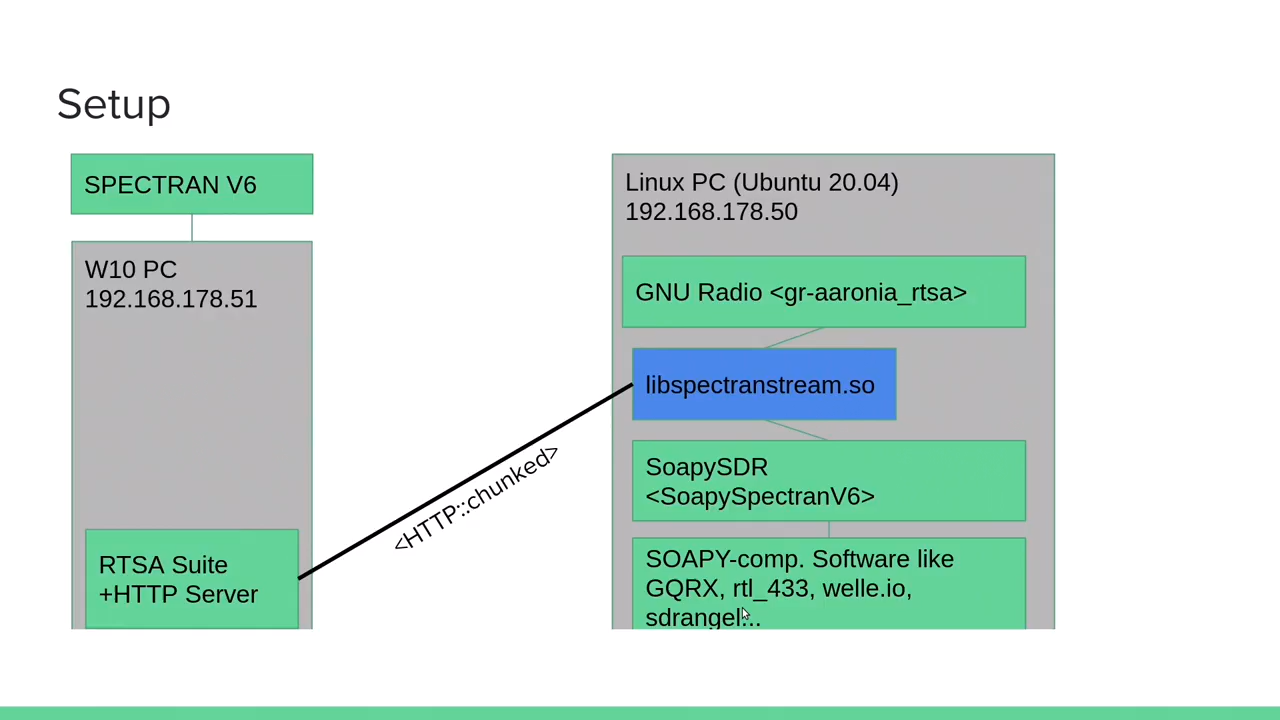 Setup
SPECTRAN V6
W10 PC
192.168.178.51
RTSA Suite
+HTTP Server
<HTTP::chunked>
Linux PC (Ubuntu 20.04)
192.168.178.50
GNU Radio <gr-aaronia_rtsa>
libspectranstream.so
SoapySDR
<SoapySpectranV6>
SOAPY-comp. Software like
GQRX, rtl_433, welle.io,
sdrangel...